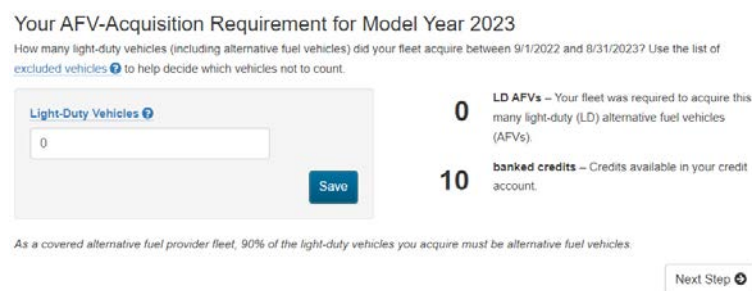 Your AFV-Acquisition Requirement for Model Year 2023
How many light-duty vehicles (including alternative fuel vehicles) did your fleet acquire between 9/1/2022 and 8/31/2023? Use the list of
excluded vehicles ? to help decide which vehicles not to count.
Light-Duty Vehicles ?
0
Save
0
LD AFVs – Your fleet was required to acquire this
many light-duty (LD) alternative fuel vehicles
(AFVs).
10
banked credits – Credits available in your credit
account.
As a covered alternative fuel provider fleet, 90% of the light-duty vehicles you acquire must be alternative fuel vehicles.
Next Step